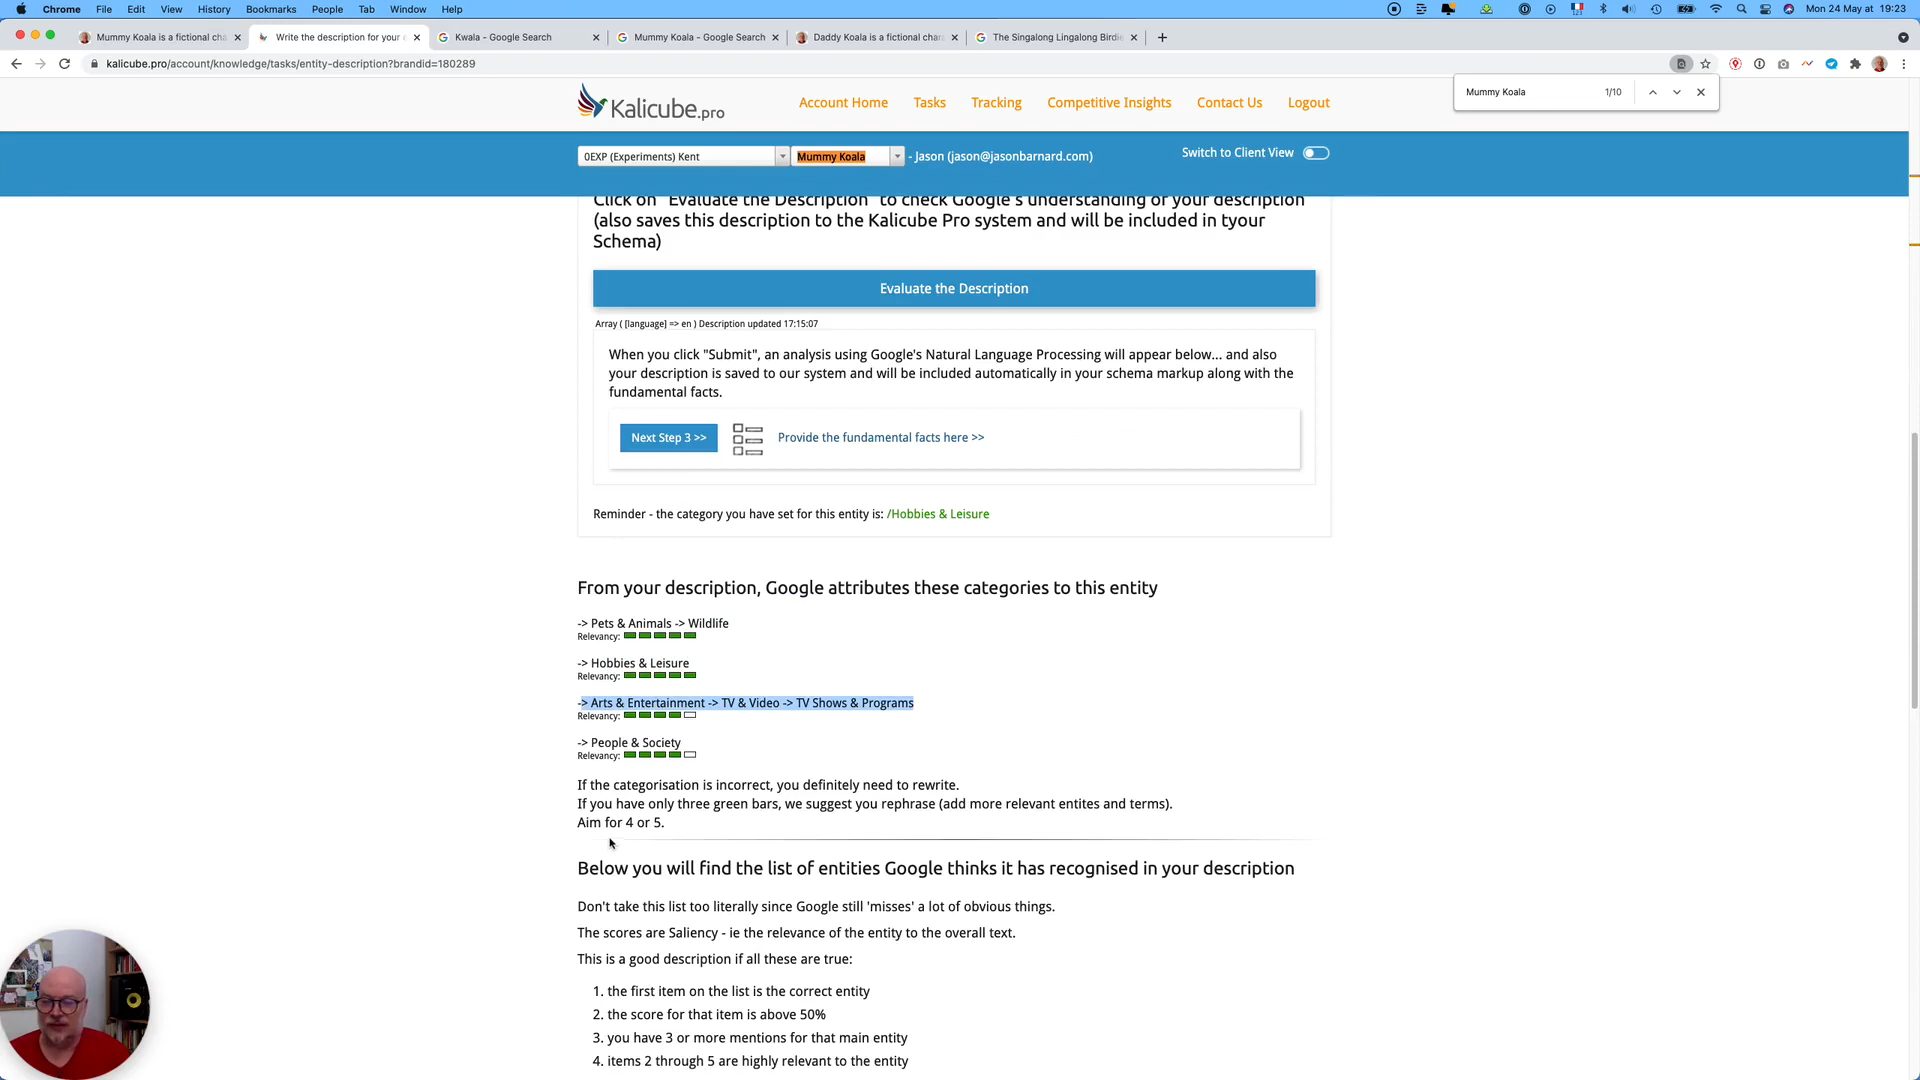 Chrome File Edit View History Bookmarks People Tab Window Help Mon 24 May at 19:23
Mummy Koala is a fictional cha Write the description for your Kwala - Google Search Mummy Koala - Google Search Daddy Koala is a fictional char The Singalong Lingalong Birdie
kalicube.pro/account/knowledge/tasks/entity-description?brandid=180289
Mummy Koala 1/10
Kalicube.pro Account Home Tasks Tracking Competitive Insights Contact Us Logout
0EXP (Experiments) Kent Mummy Koala - Jason (jason@jasonbarnard.com) Switch to Client View
Click on "Evaluate the Description" to check Google's understanding of your description
(also saves this description to the Kalicube Pro system and will be included in tyour
Schema)
Evaluate the Description
Array ( [language] => en ) Description updated 17:15:07
When you click "Submit", an analysis using Google's Natural Language Processing will appear below... and also
your description is saved to our system and will be included automatically in your schema markup along with the
fundamental facts.
Next Step 3 >> Provide the fundamental facts here >>
Reminder - the category you have set for this entity is: /Hobbies & Leisure
From your description, Google attributes these categories to this entity
-> Pets & Animals -> Wildlife
Relevancy:
-> Hobbies & Leisure
Relevancy:
-> Arts & Entertainment -> TV & Video -> TV Shows & Programs
Relevancy:
-> People & Society
Relevancy:
If the categorisation is incorrect, you definitely need to rewrite.
If you have only three green bars, we suggest you rephrase (add more relevant entites and terms).
Aim for 4 or 5.
Below you will find the list of entities Google thinks it has recognised in your description
Don't take this list too literally since Google still 'misses' a lot of obvious things.
The scores are Saliency - ie the relevance of the entity to the overall text.
This is a good description if all these are true:
1. the first item on the list is the correct entity
2. the score for that item is above 50%
3. you have 3 or more mentions for that main entity
4. items 2 through 5 are highly relevant to the entity